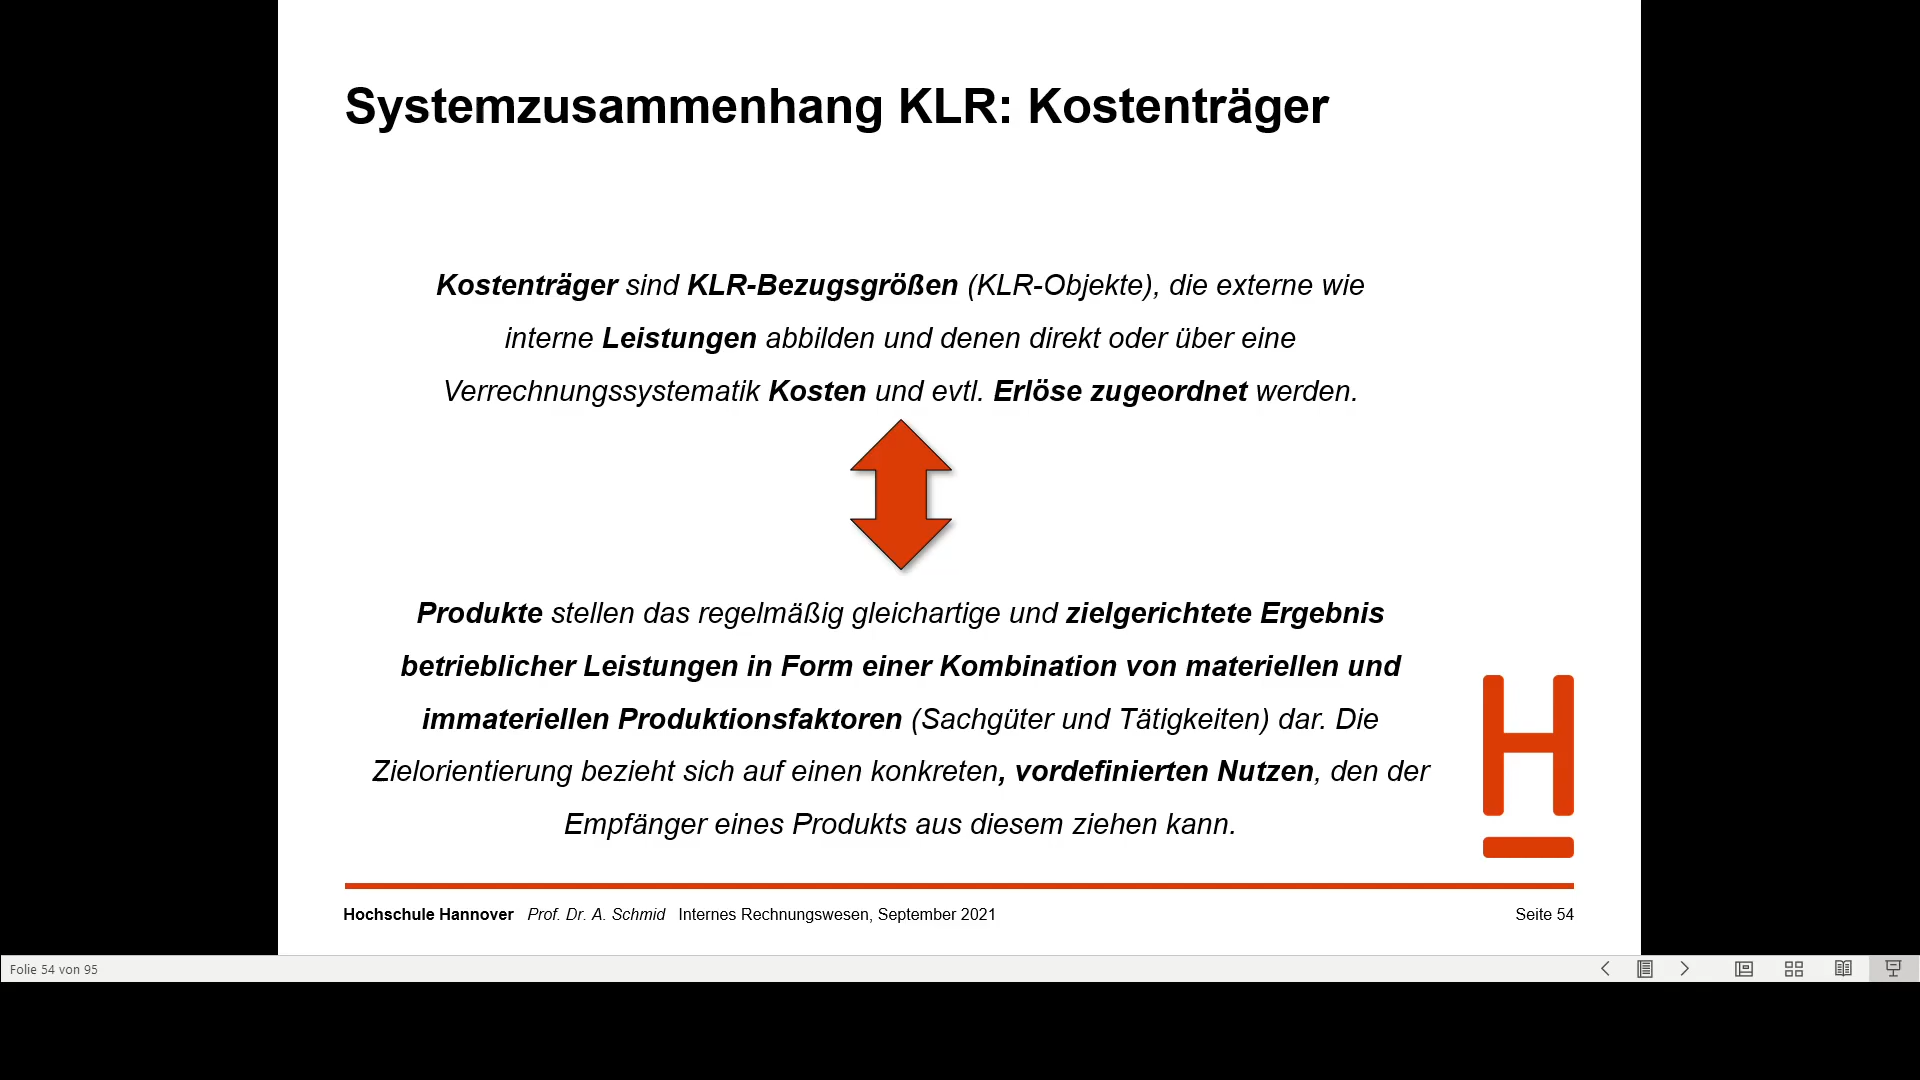 Systemzusammenhang KLR: Kostenträger
Kostenträger sind KLR-Bezugsgrößen (KLR-Objekte), die externe wie
interne Leistungen abbilden und denen direkt oder über eine
Verrechnungssystematik Kosten und evtl. Erlöse zugeordnet werden.
Produkte stellen das regelmäßig gleichartige und zielgerichtete Ergebnis
betrieblicher Leistungen in Form einer Kombination von materiellen und
immateriellen Produktionsfaktoren (Sachgüter und Tätigkeiten) dar. Die
Zielorientierung bezieht sich auf einen konkreten, vordefinierten Nutzen, den der
Empfänger eines Produkts aus diesem ziehen kann.
H
Hochschule Hannover Prof. Dr. A. Schmid Internes Rechnungswesen, September 2021 Seite 54
Folie 54 von 95